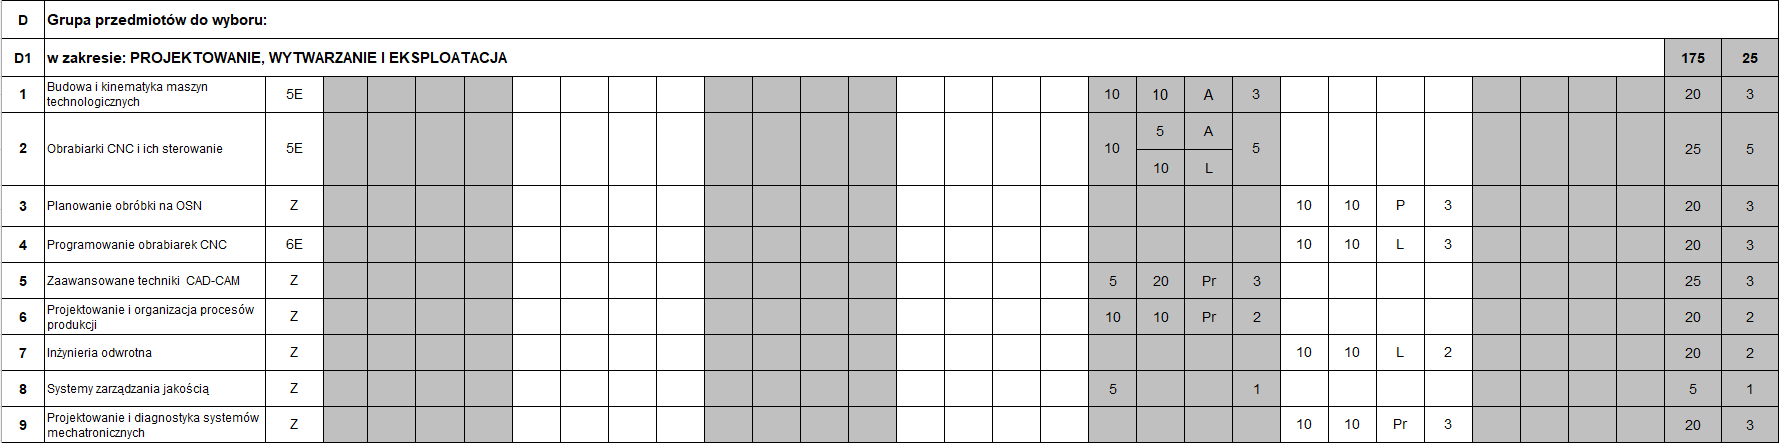 D Grupa przedmiotów do wyboru:
D1 w zakresie: PROJEKTOWANIE, WYTWARZANIE I EKSPLOATACJA 175 25
1 Budowa i kinematyka maszyn technologicznych 5E 10 10 A 3 20 3
2 Obrabiarki CNC i ich sterowanie 5E 10 5 A 10 L 5 25 5
3 Planowanie obróbki na OSN Z 10 10 P 3 20 3
4 Programowanie obrabiarek CNC 6E 10 10 L 3 20 3
5 Zaawansowane techniki CAD-CAM Z 5 20 Pr 3 25 3
6 Projektowanie i organizacja procesów produkcji Z 10 10 Pr 2 20 2
7 Inżynieria odwrotna Z 10 10 L 2 20 2
8 Systemy zarządzania jakością Z 5 1 5 1
9 Projektowanie i diagnostyka systemów mechatronicznych Z 10 10 Pr 3 20 3